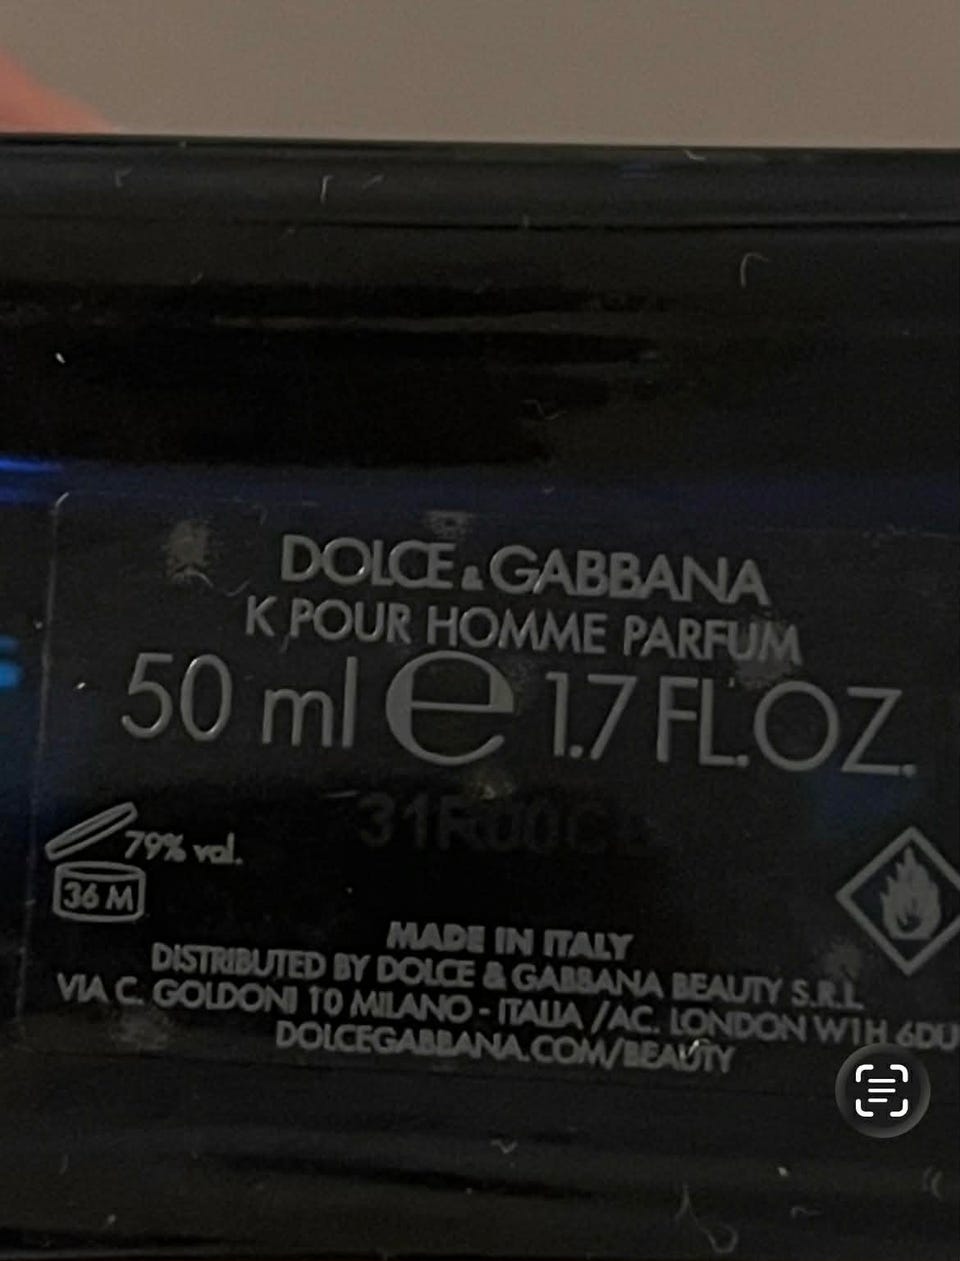 DOLCE & GABBANA
K POUR HOMME PARFUM
50 ml e 1.7 FL.OZ.
79% vol.
36 M
MADE IN ITALY
DISTRIBUTED BY DOLCE & GABBANA BEAUTY S.R.L
VIA C. GOLDONI 10 MILANO - ITALIA /AC. LONDON W1H 6DU
DOLCEGABBANA.COM/BEAUTY